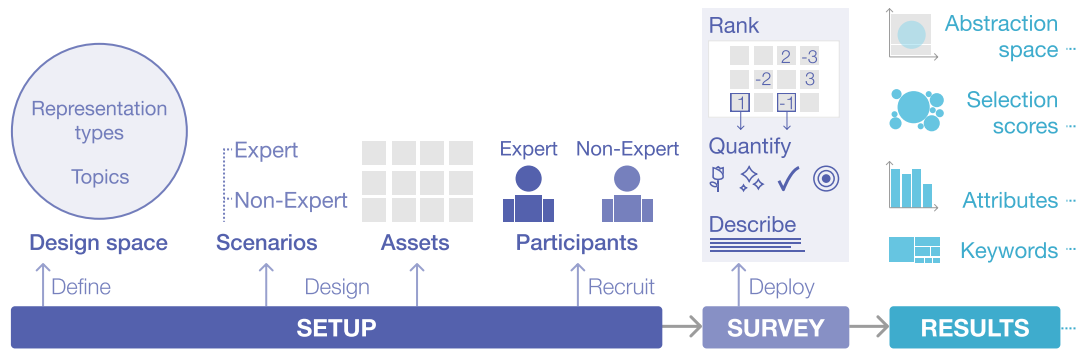 Representation
types
Topics
Design space
Define
Expert
Non-Expert
Scenarios
Design
Assets
Expert Non-Expert
Participants
Recruit
SETUP
Rank
2 -3
-2 3
1 -1
Quantify
Describe
Deploy
SURVEY
Abstraction
space
Selection
scores
Attributes
Keywords
RESULTS